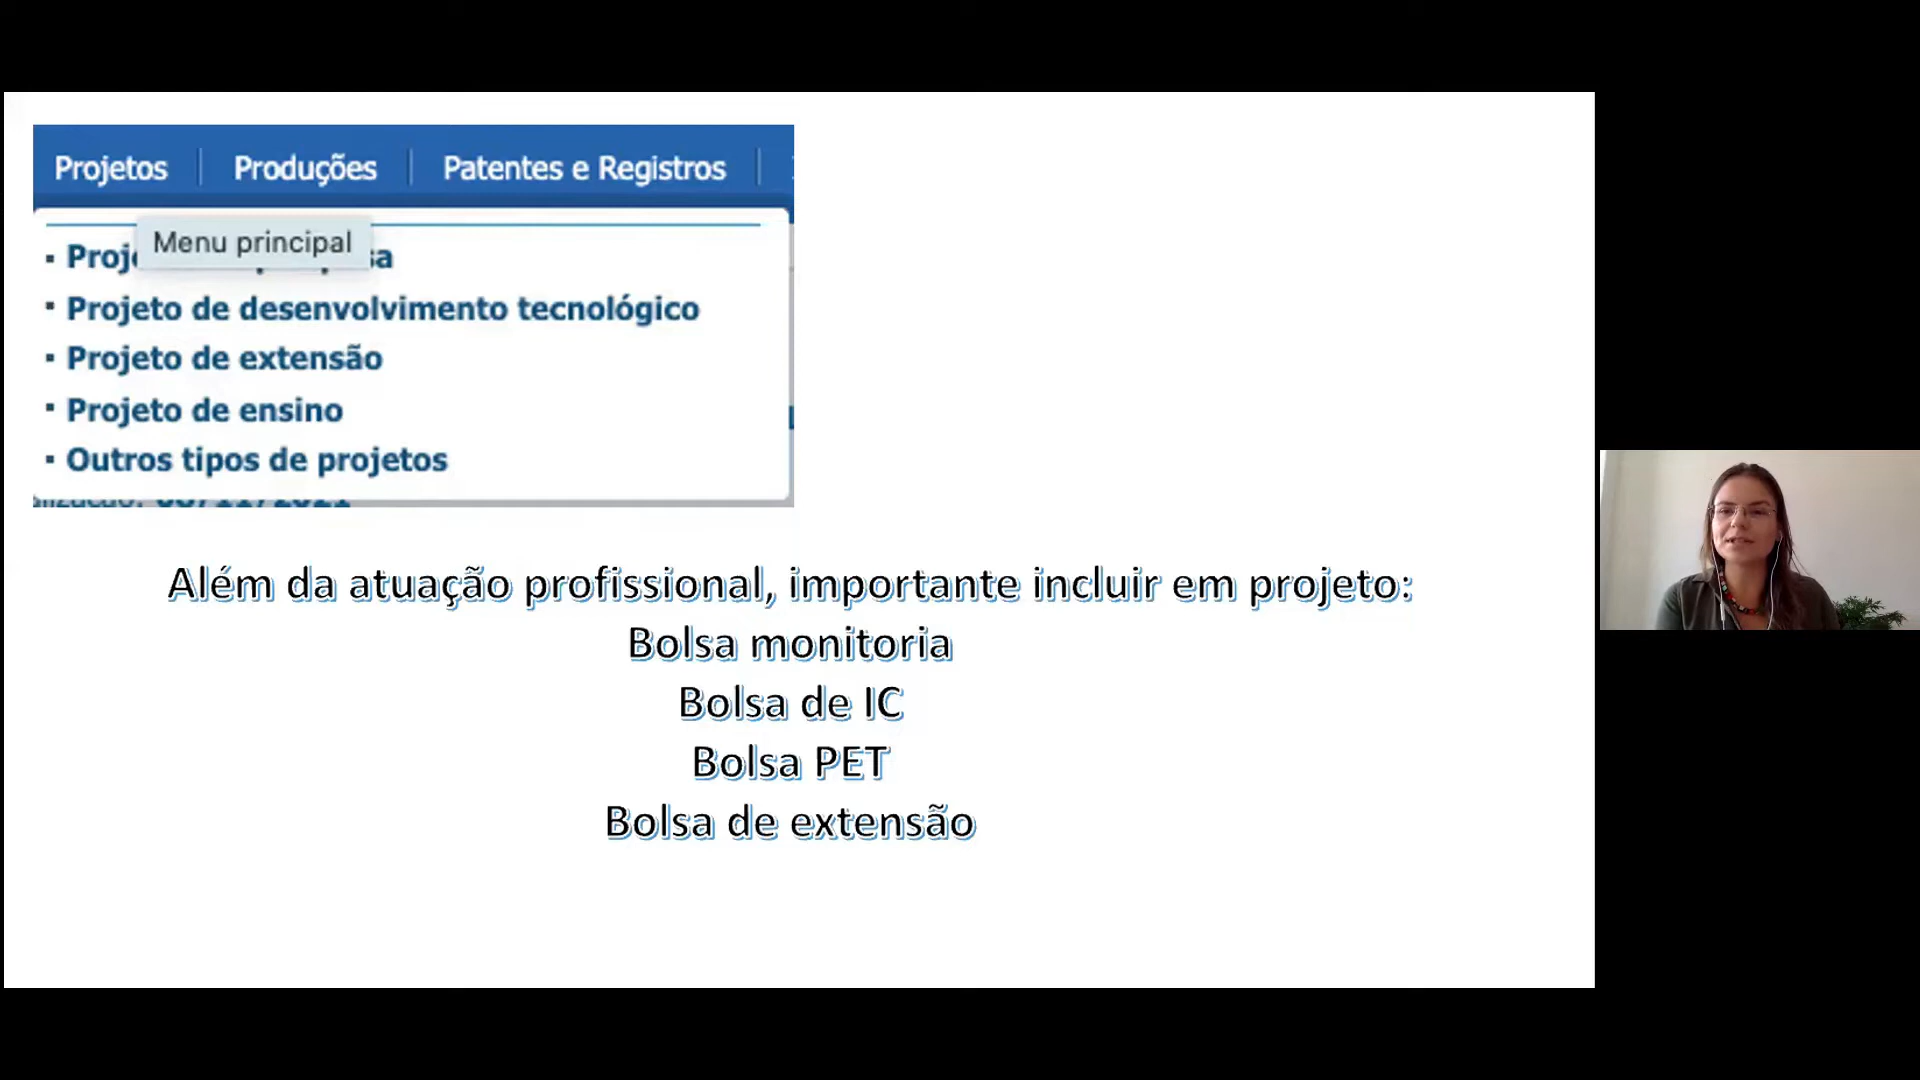 Projetos Produções Patentes e Registros
Menu principal
Projeto de desenvolvimento tecnológico
Projeto de extensão
Projeto de ensino
Outros tipos de projetos
Além da atuação profissional, importante incluir em projeto:
Bolsa monitoria
Bolsa de IC
Bolsa PET
Bolsa de extensão